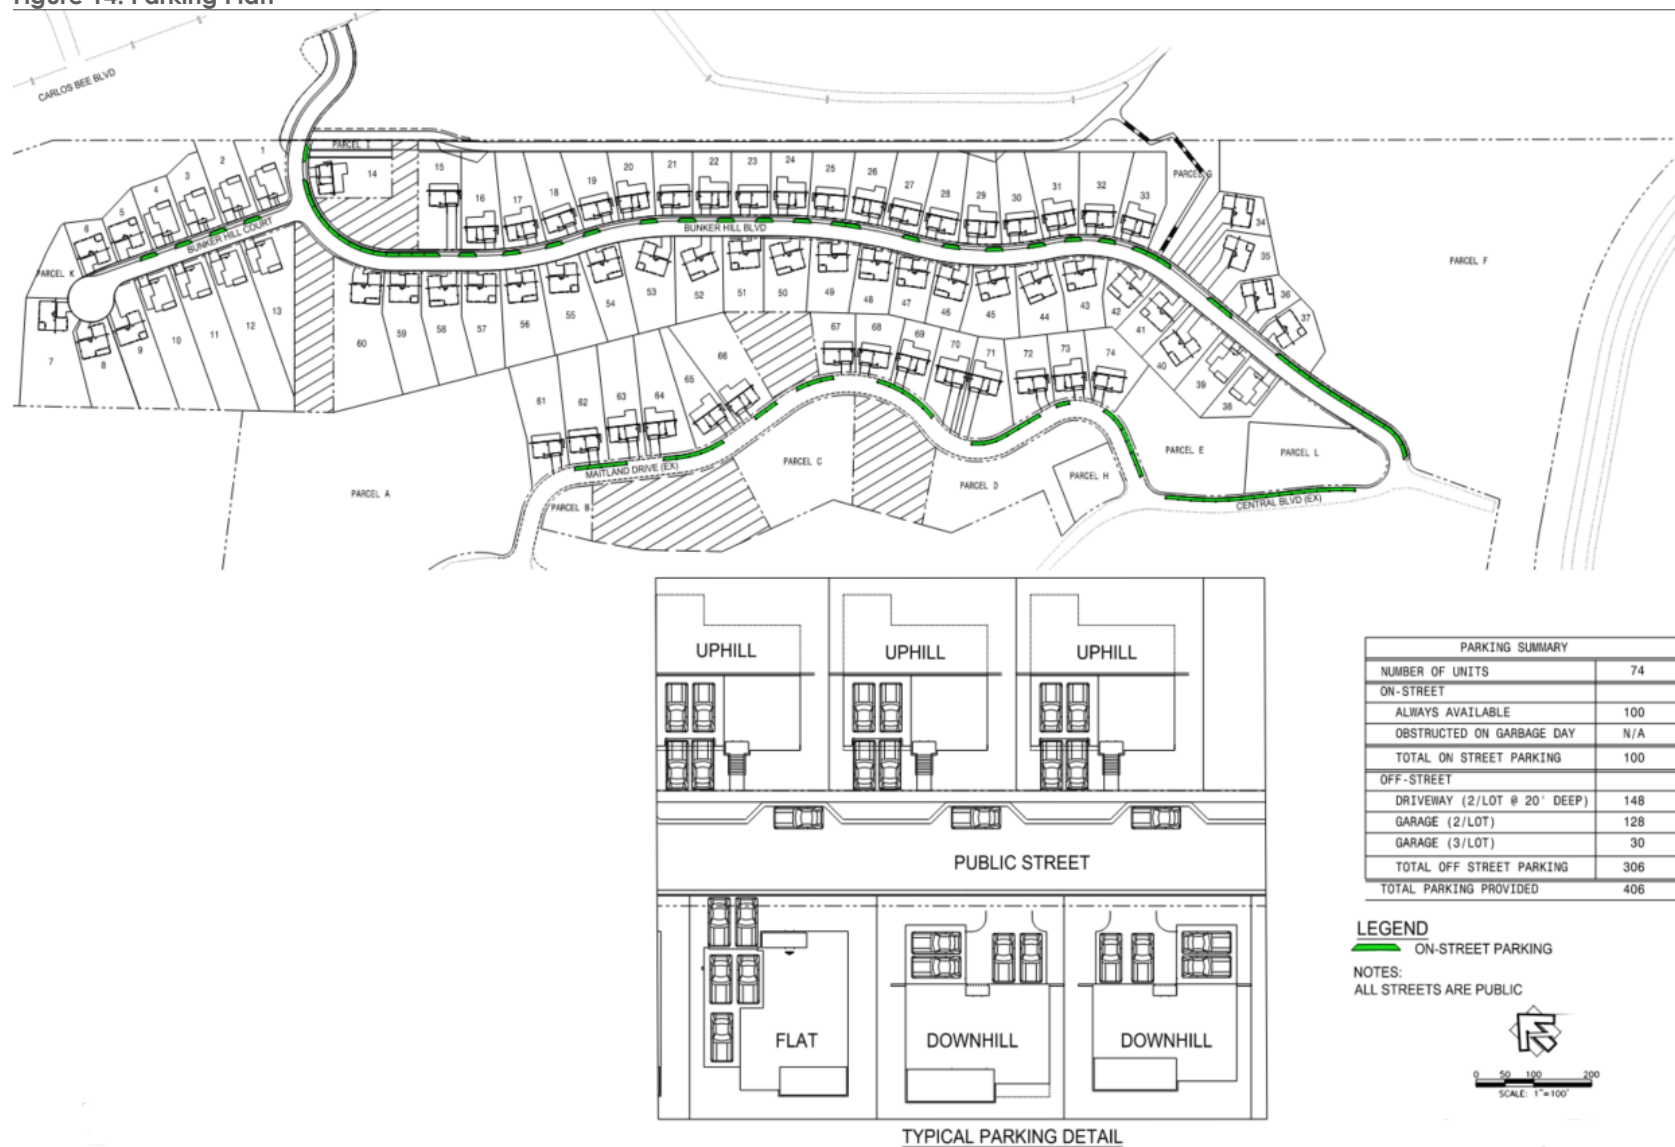 Figure 14: Parking Plan
CARLOS BEE BLVD
PARCEL I
1
2
3
4
5
6
14
15
16
17
18
19
20
21
22
23
24
25
26
27
28
29
30
31
32
33
PARCEL G
34
35
36
37
PARCEL F
BUNKER HILL COURT
BUNKER HILL BLVD
PARCEL K
7
8
9
10
11
12
13
60
59
58
57
56
55
54
53
52
51
50
49
48
47
46
45
44
43
42
41
40
39
38
61
62
63
64
65
66
67
68
69
70
71
72
73
74
MAITLAND DRIVE (EX)
PARCEL A
PARCEL B
PARCEL C
PARCEL D
PARCEL H
PARCEL E
PARCEL L
CENTRAL BLVD (EX)
UPHILL
UPHILL
UPHILL
PUBLIC STREET
FLAT
DOWNHILL
DOWNHILL
TYPICAL PARKING DETAIL
PARKING SUMMARY
NUMBER OF UNITS 74
ON-STREET
ALWAYS AVAILABLE 100
OBSTRUCTED ON GARBAGE DAY N/A
TOTAL ON STREET PARKING 100
OFF-STREET
DRIVEWAY (2/LOT @ 20' DEEP) 148
GARAGE (2/LOT) 128
GARAGE (3/LOT) 30
TOTAL OFF STREET PARKING 306
TOTAL PARKING PROVIDED 406
LEGEND
ON-STREET PARKING
NOTES:
ALL STREETS ARE PUBLIC
0 50 100 200
SCALE: 1"=100'